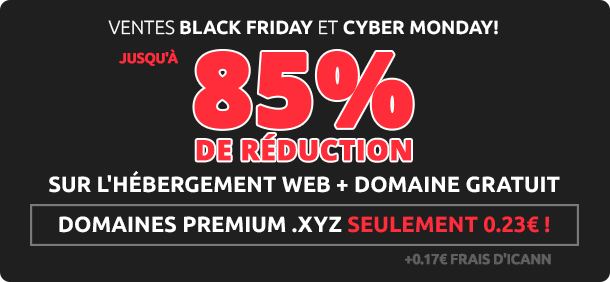 VENTES BLACK FRIDAY ET CYBER MONDAY!
JUSQU'À
85%
DE RÉDUCTION
SUR L'HÉBERGEMENT WEB + DOMAINE GRATUIT
DOMAINES PREMIUM .XYZ SEULEMENT 0.23€ !
+0.17€ FRAIS D'ICANN